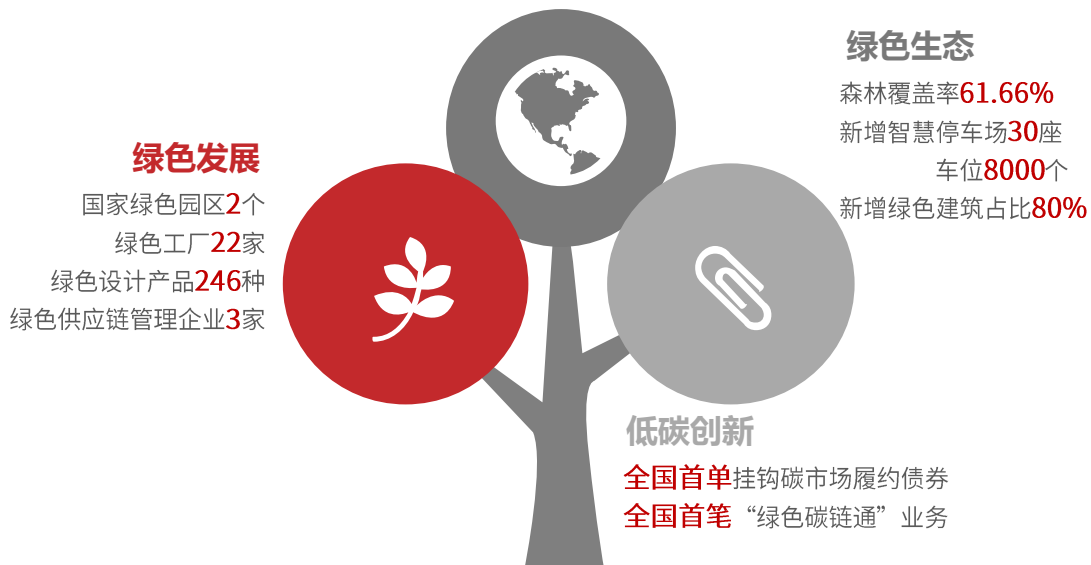 绿色发展
国家绿色园区2个
绿色工厂22家
绿色设计产品246种
绿色供应链管理企业3家
绿色生态
森林覆盖率61.66%
新增智慧停车场30座
车位8000个
新增绿色建筑占比80%
低碳创新
全国首单挂钩碳市场履约债券
全国首笔“绿色碳链通”业务